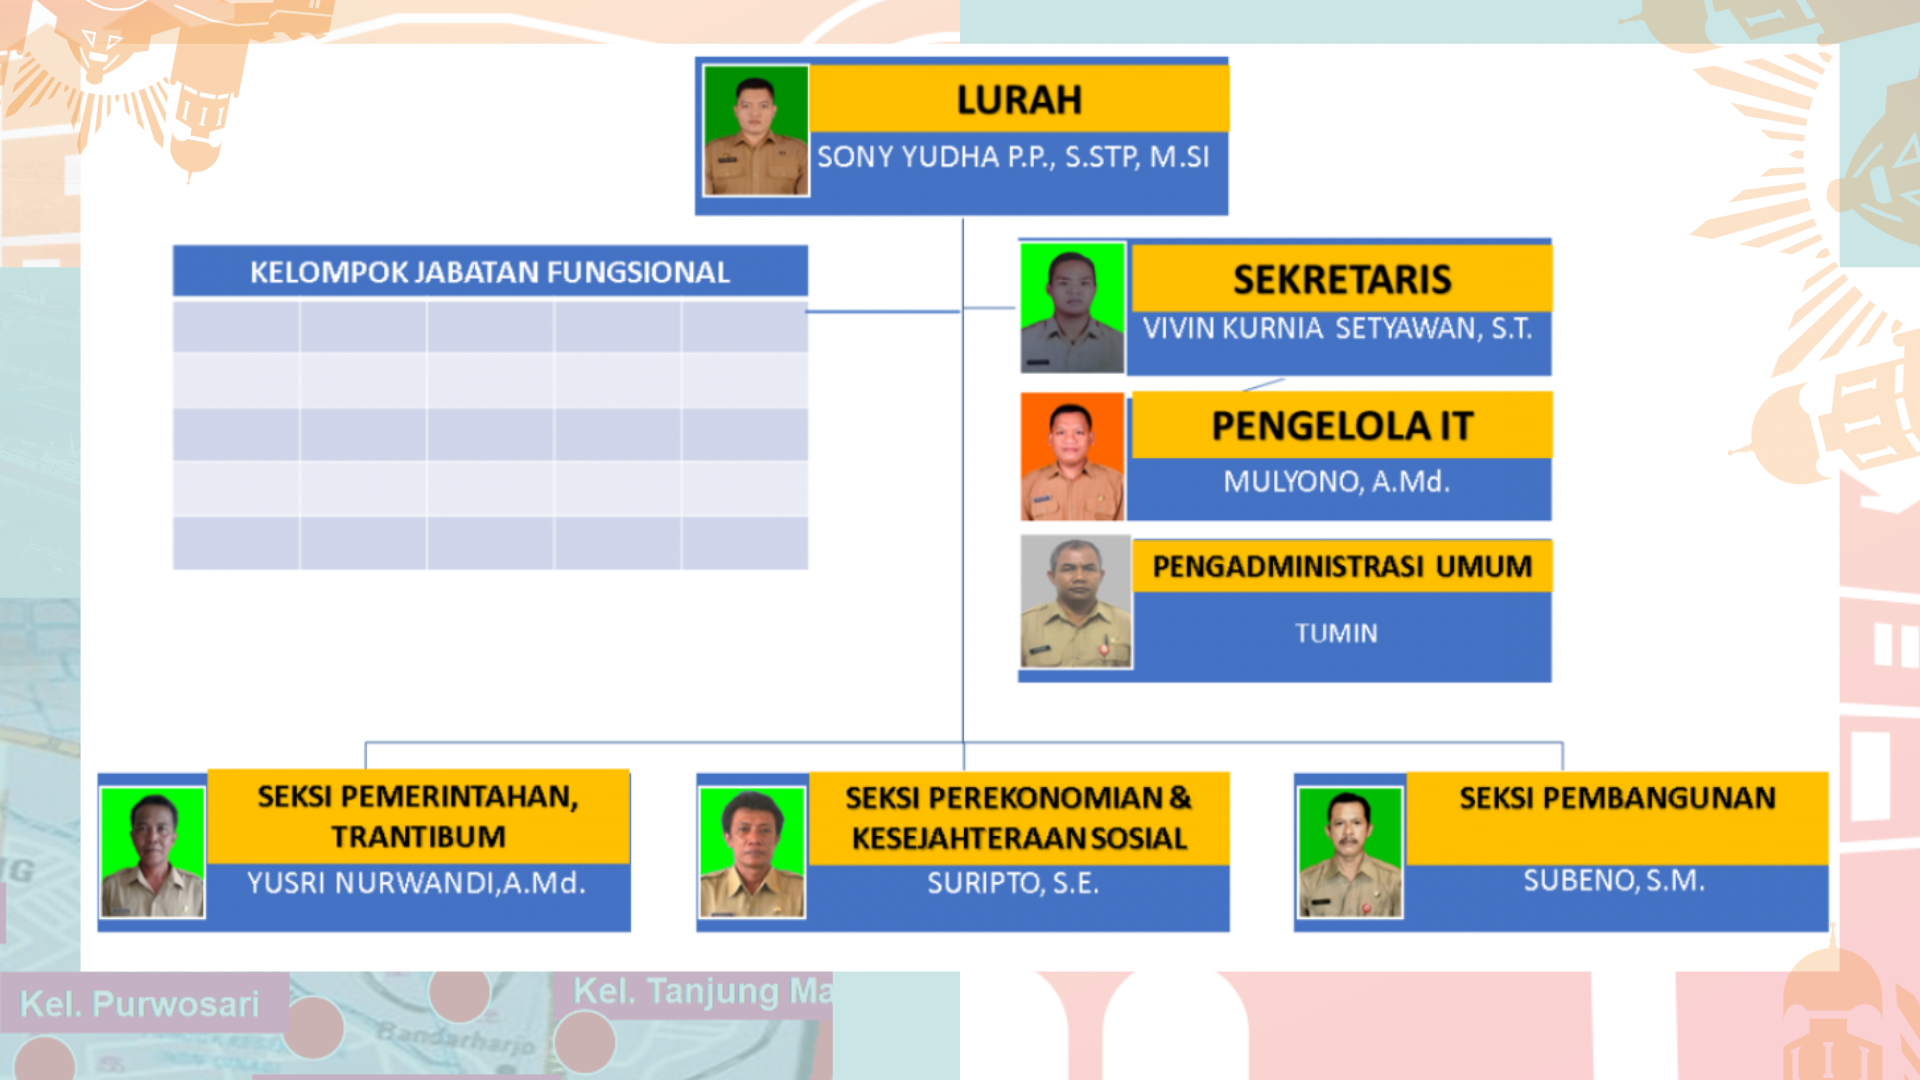 LURAH
SONY YUDHA P.P., S.STP, M.SI
KELOMPOK JABATAN FUNGSIONAL
SEKRETARIS
VIVIN KURNIA SETYAWAN, S.T.
PENGELOLA IT
MULYONO, A.Md.
PENGADMINISTRASI UMUM
TUMIN
SEKSI PEMERINTAHAN,
TRANTIBUM
YUSRI NURWANDI,A.Md.
SEKSI PEREKONOMIAN &
KESEJAHTERAAN SOSIAL
SURIPTO, S.E.
SEKSI PEMBANGUNAN
SUBENO, S.M.
Kel. Purwosari
Kel. Tanjung Ma
Bandarharjo